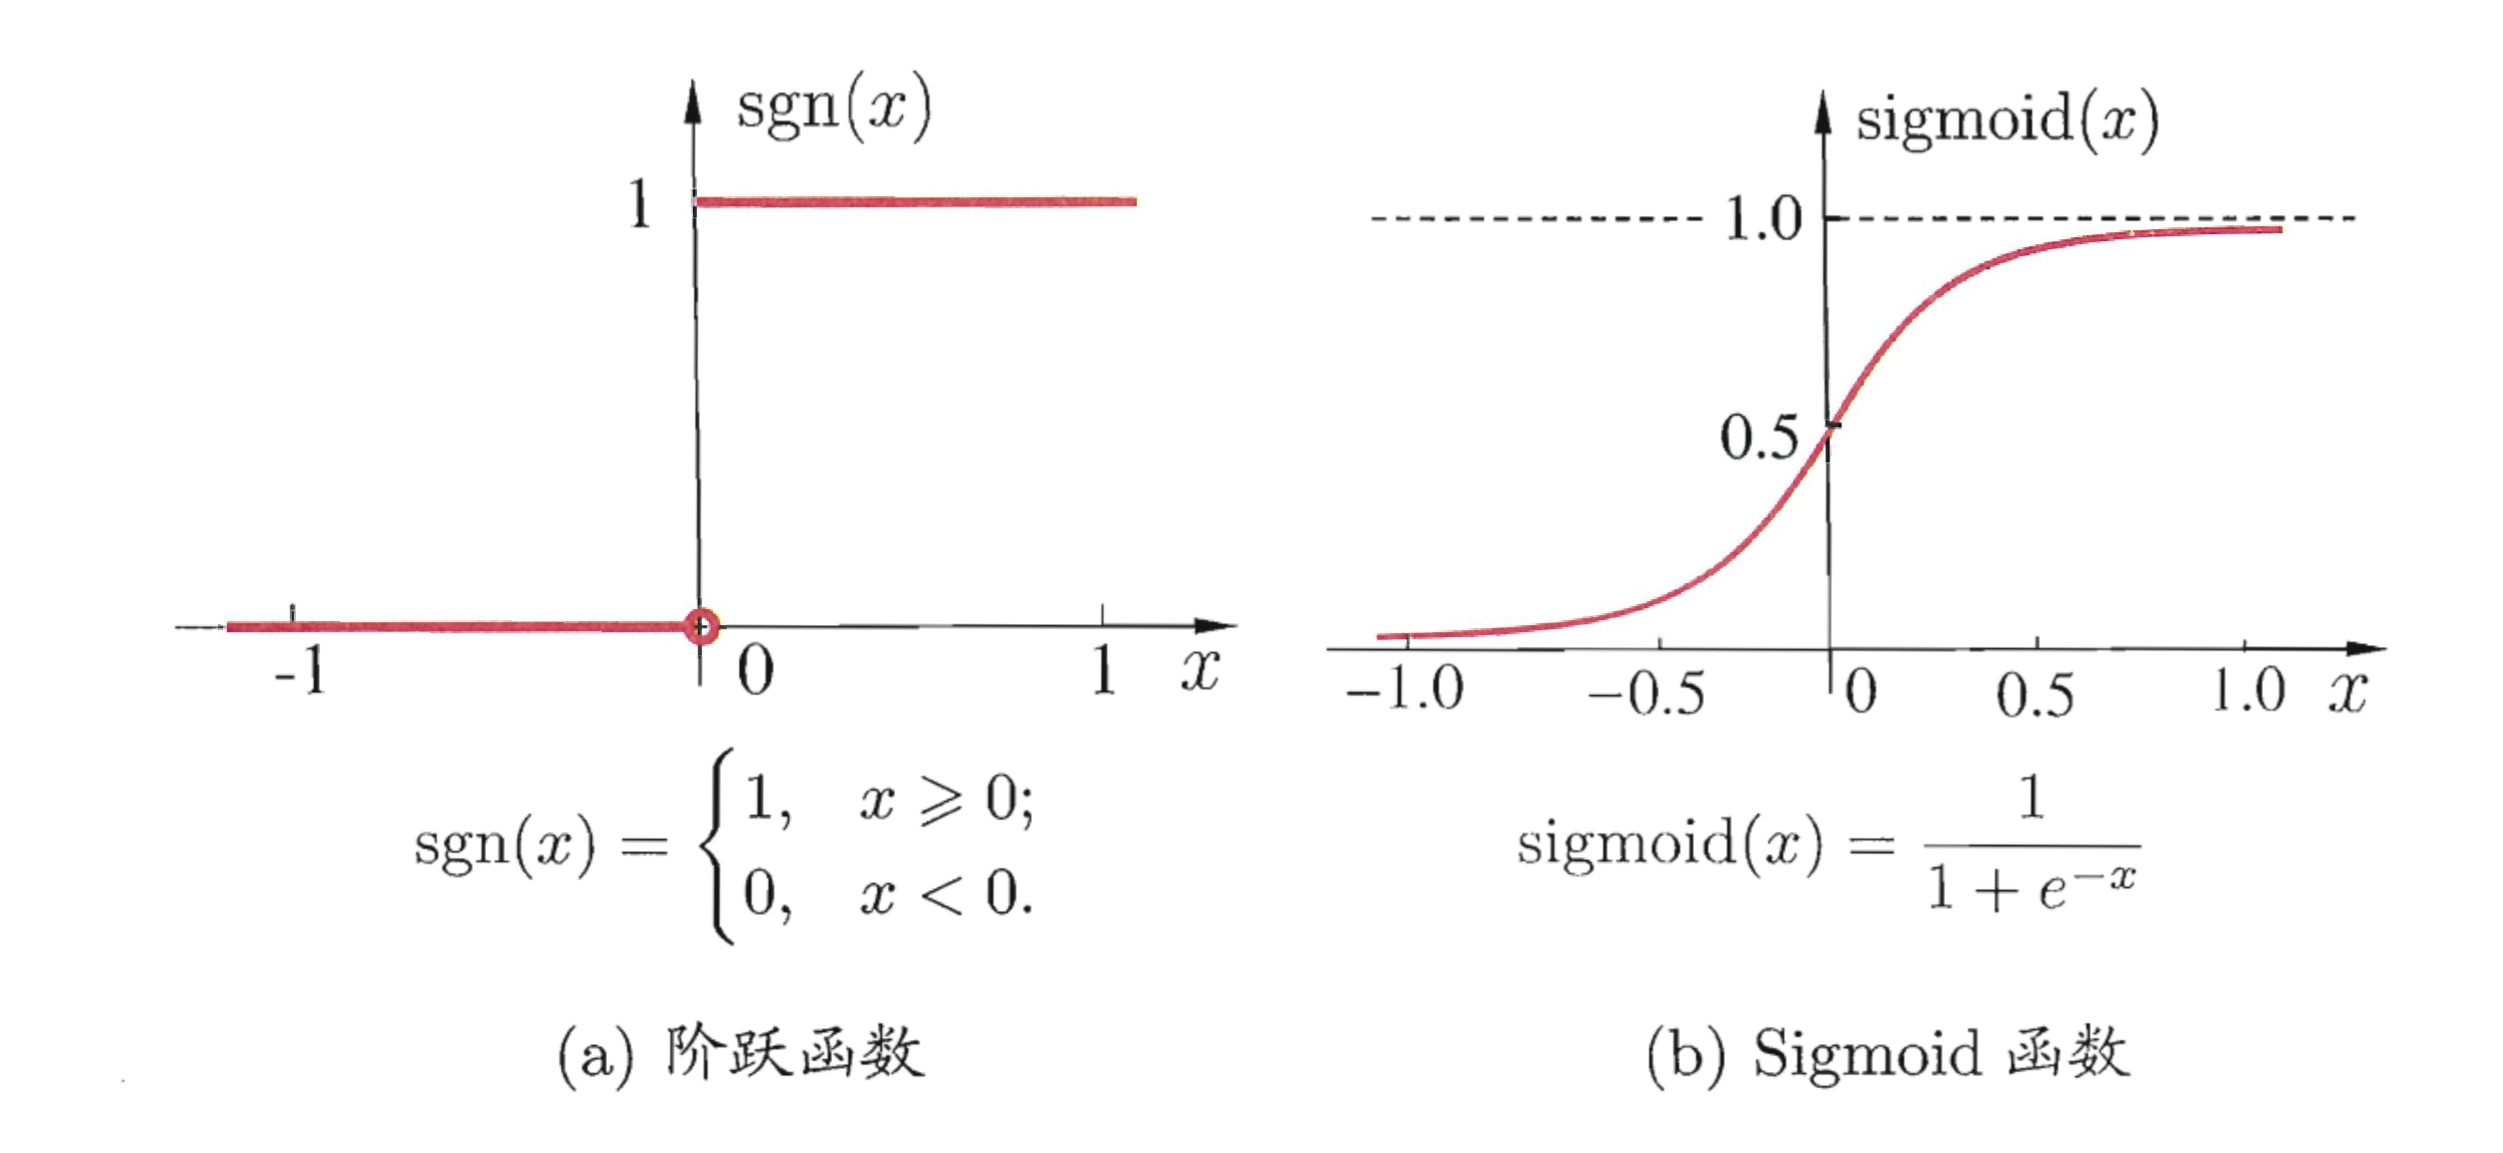 sgn(x)
1
-1
0
1
x
sgn(x) = { 1, x ⩾ 0;
0, x < 0.
(a) 阶跃函数
sigmoid(x)
1.0
0.5
−1.0
−0.5
0
0.5
1.0
x
sigmoid(x) = 1 / (1 + e^{−x})
(b) Sigmoid 函数